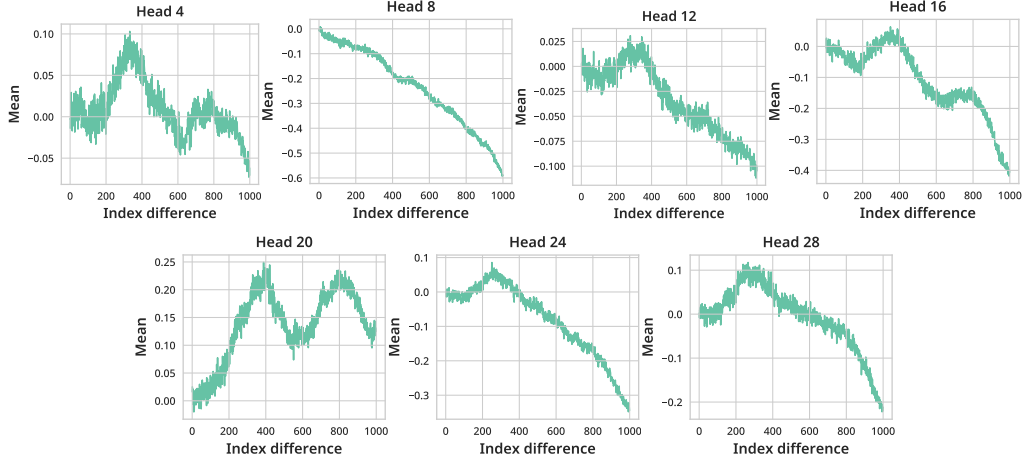 Head 4
Mean
0.10
0.05
0.00
−0.05
0 200 400 600 800 1000
Index difference
Head 8
Mean
0.0
−0.1
−0.2
−0.3
−0.4
−0.5
−0.6
0 200 400 600 800 1000
Index difference
Head 12
Mean
0.025
0.000
−0.025
−0.050
−0.075
−0.100
0 200 400 600 800 1000
Index difference
Head 16
Mean
0.0
−0.1
−0.2
−0.3
−0.4
0 200 400 600 800 1000
Index difference
Head 20
Mean
0.25
0.20
0.15
0.10
0.05
0.00
0 200 400 600 800 1000
Index difference
Head 24
Mean
0.1
0.0
−0.1
−0.2
−0.3
0 200 400 600 800 1000
Index difference
Head 28
Mean
0.1
0.0
−0.1
−0.2
0 200 400 600 800 1000
Index difference